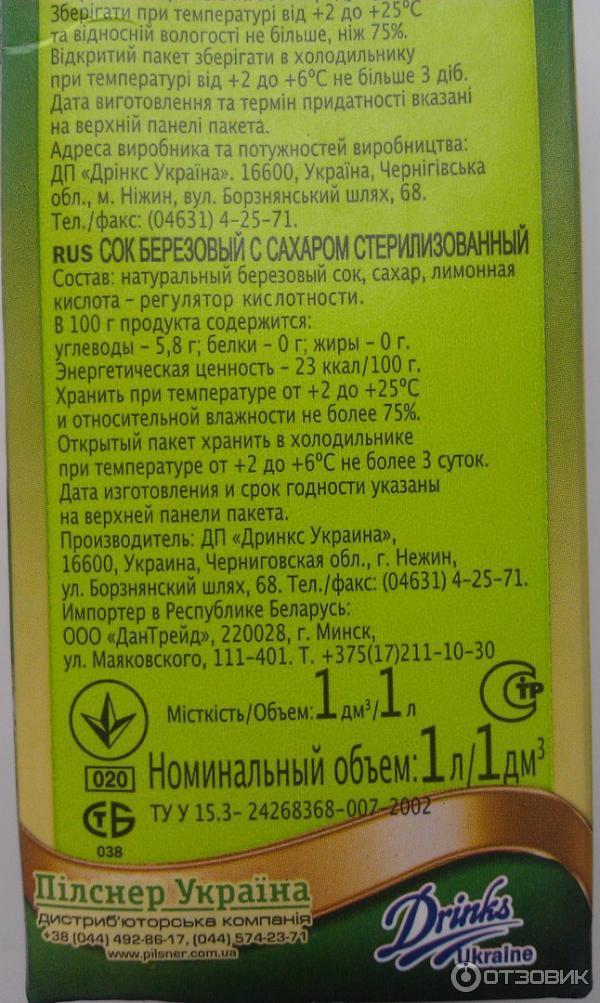 Зберігати при температурі від +2 до +25°С
та відносній вологості не більше, ніж 75%.
Відкритий пакет зберігати в холодильнику
при температурі від +2 до +6°С не більше 3 діб.
Дата виготовлення та термін придатності вказані
на верхній панелі пакета.
Адреса виробника та потужностей виробництва:
ДП «Дрінкс Україна». 16600, Україна, Чернігівська
обл., м. Ніжин, вул. Борзнянський шлях, 68.
Тел./факс: (04631) 4-25-71.
RUS СОК БЕРЕЗОВЫЙ С САХАРОМ СТЕРИЛИЗОВАННЫЙ
Состав: натуральный березовый сок, сахар, лимонная
кислота – регулятор кислотности.
В 100 г продукта содержится:
углеводы – 5,8 г; белки – 0 г; жиры – 0 г.
Энергетическая ценность – 23 ккал/100 г.
Хранить при температуре от +2 до +25°С
и относительной влажности не более 75%.
Открытый пакет хранить в холодильнике
при температуре от +2 до +6°С не более 3 суток.
Дата изготовления и срок годности указаны
на верхней панели пакета.
Производитель: ДП «Дринкс Украина»,
16600, Украина, Черниговская обл., г. Нежин,
ул. Борзнянский шлях, 68. Тел./факс: (04631) 4-25-71.
Импортер в Республике Беларусь:
ООО «ДанТрейд», 220028, г. Минск,
ул. Маяковского, 111-401. Т. +375(17)211-10-30
Місткість/Объем: 1 дм³/1 л
СТР
020
Номинальный объем: 1 л/1 дм³
СТБ
ТУ У 15.3- 24268368-007-2002
038
Пілснер Україна
дистриб'юторська компанія
+38 (044) 492-86-17, (044) 574-23-71
www.pilsner.com.ua
Drinks
Ukraine
ОТЗОВИК